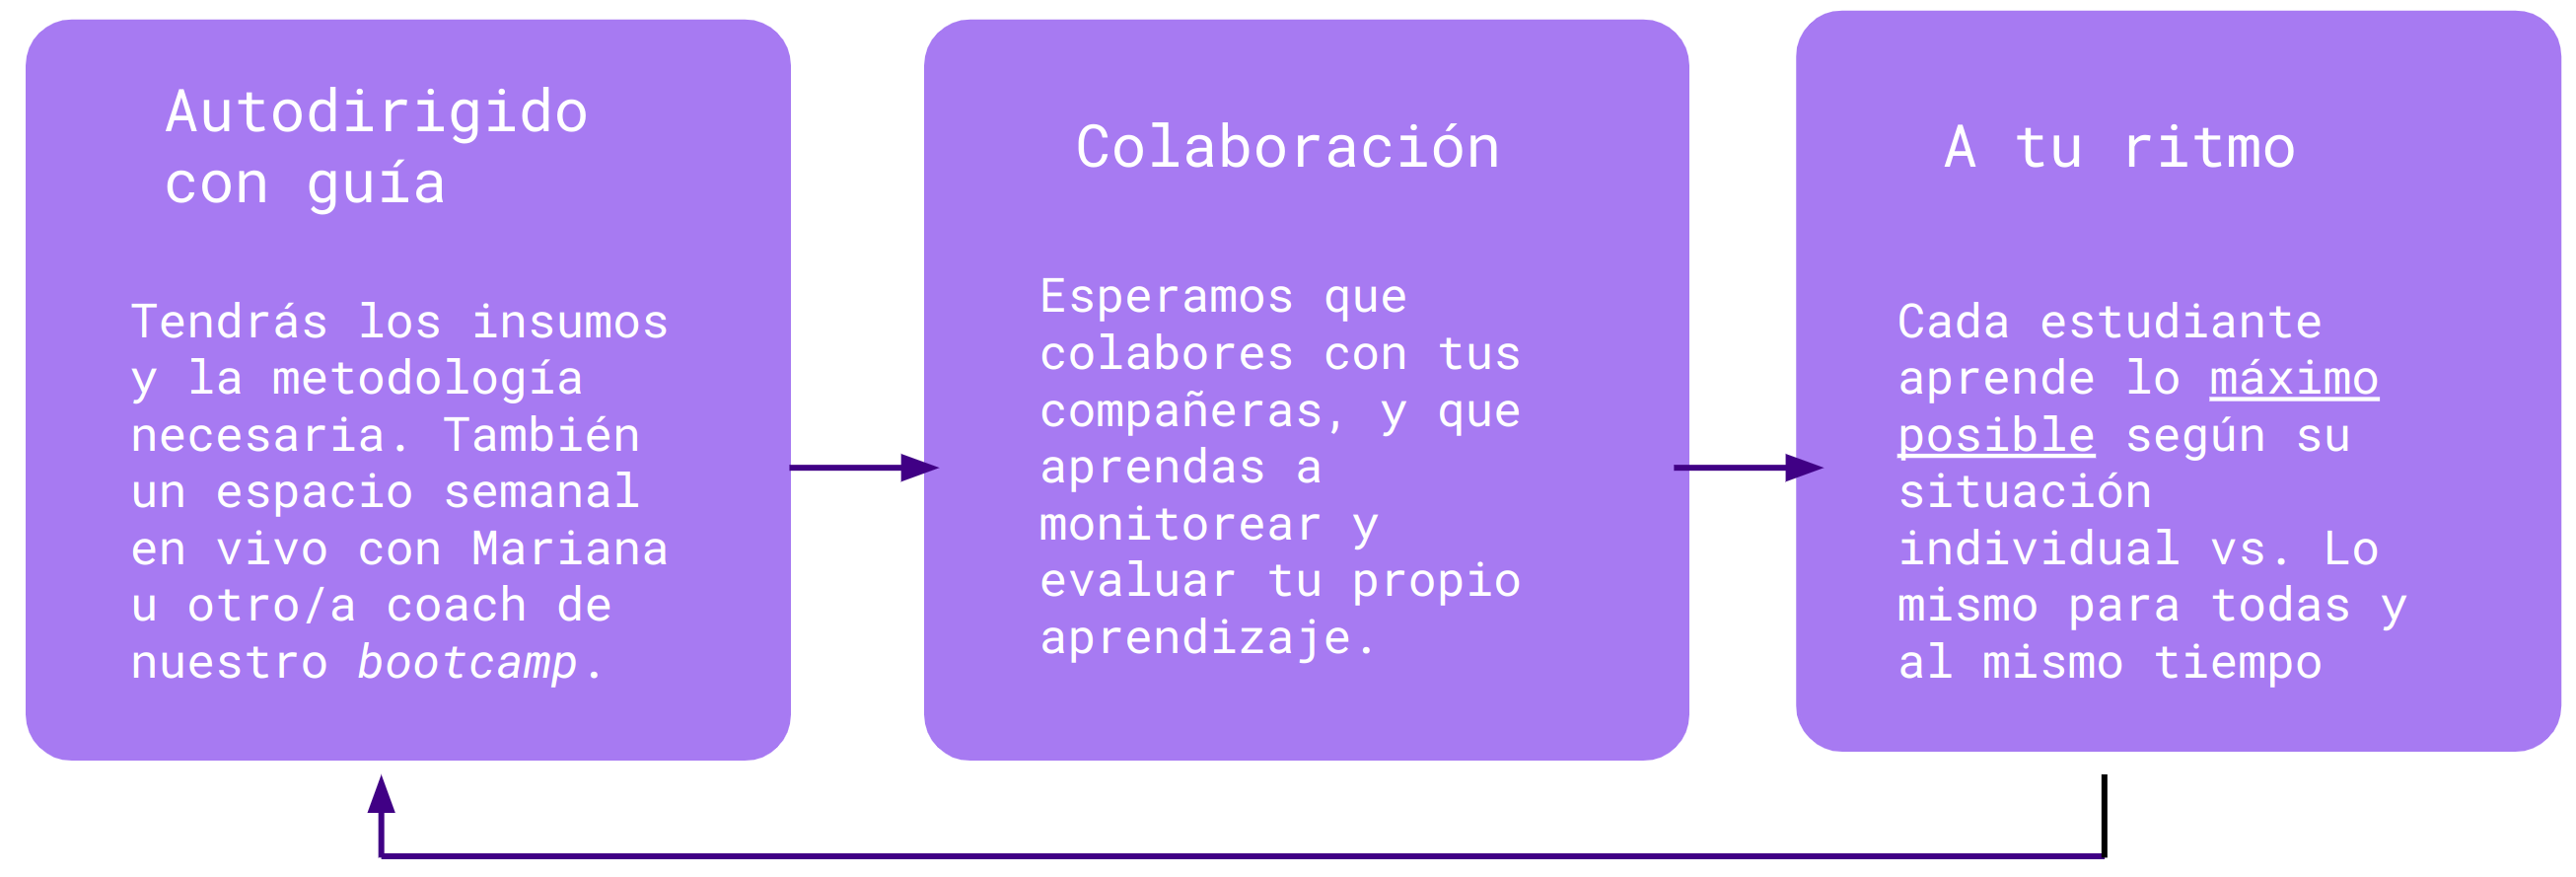 Autodirigido
con guía
Tendrás los insumos
y la metodología
necesaria. También
un espacio semanal
en vivo con Mariana
u otro/a coach de
nuestro bootcamp.
Colaboración
Esperamos que
colabores con tus
compañeras, y que
aprendas a
monitorear y
evaluar tu propio
aprendizaje.
A tu ritmo
Cada estudiante
aprende lo máximo
posible según su
situación
individual vs. Lo
mismo para todas y
al mismo tiempo